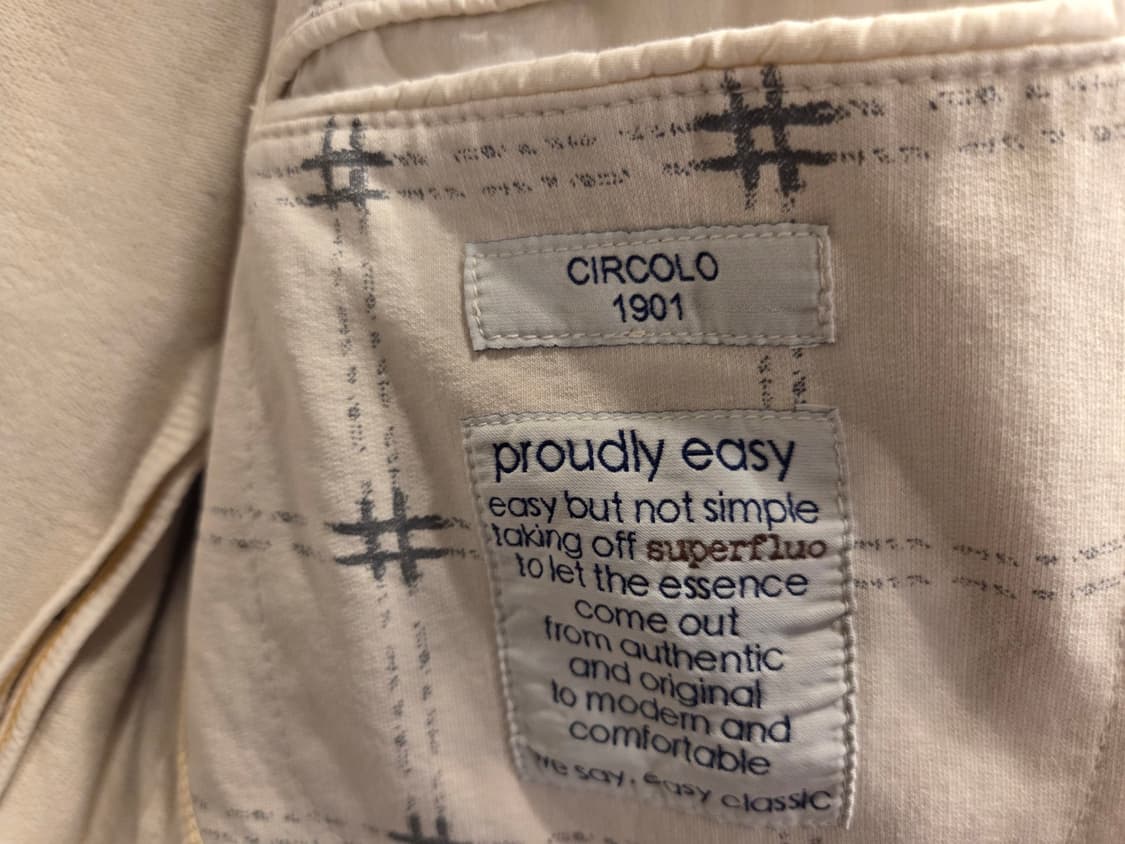 CIRCOLO
1901
proudly easy
easy but not simple
taking off superfluo
to let the essence
come out
from authentic
and original
to modern and
comfortable
we say, easy classic